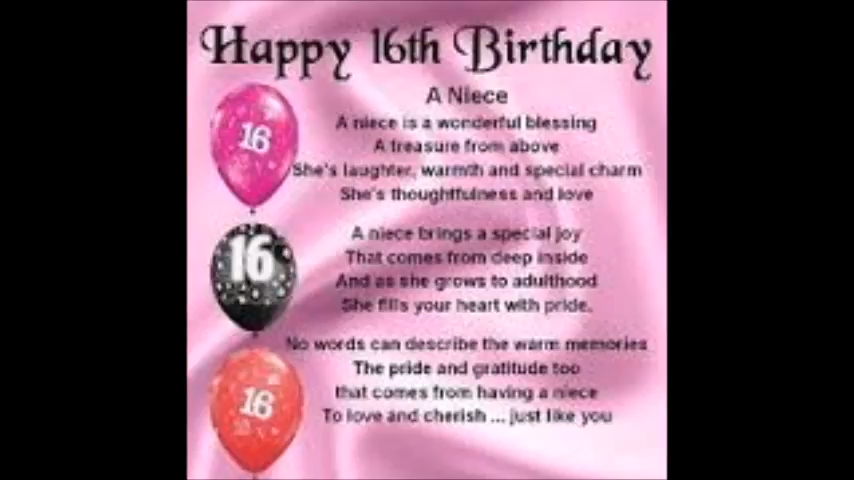 Happy 16th Birthday
A Niece
A niece is a wonderful blessing
A treasure from above
She's laughter, warmth and special charm
She's thoughtfulness and love
A niece brings a special joy
That comes from deep inside
And as she grows to adulthood
She fills your heart with pride.
No words can describe the warm memories
The pride and gratitude too
that comes from having a niece
To love and cherish ... just like you
16
16
16